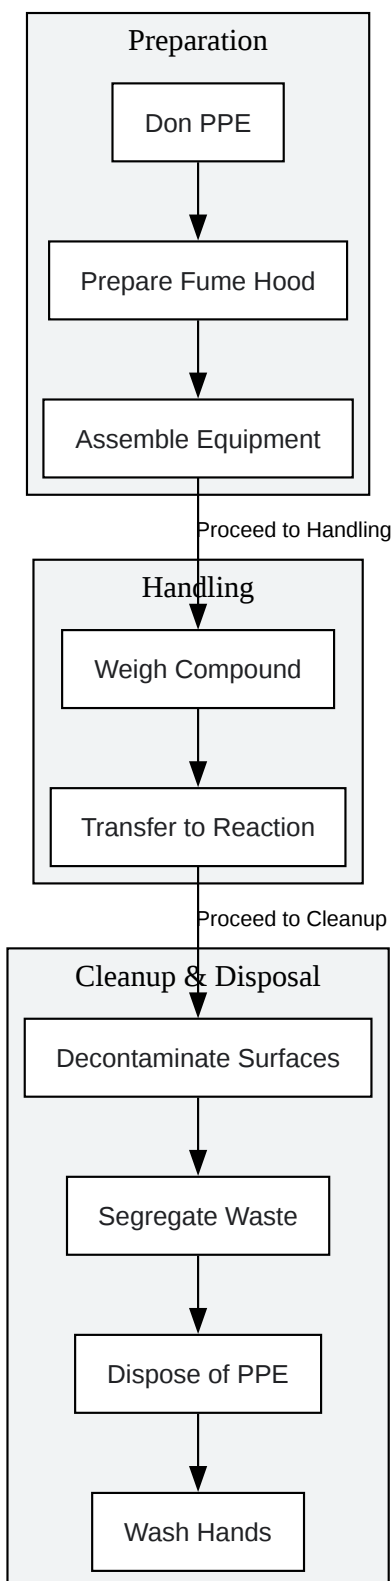 Preparation
Don PPE
Prepare Fume Hood
Assemble Equipment
Proceed to Handling
Handling
Weigh Compound
Transfer to Reaction
Proceed to Cleanup
Cleanup & Disposal
Decontaminate Surfaces
Segregate Waste
Dispose of PPE
Wash Hands